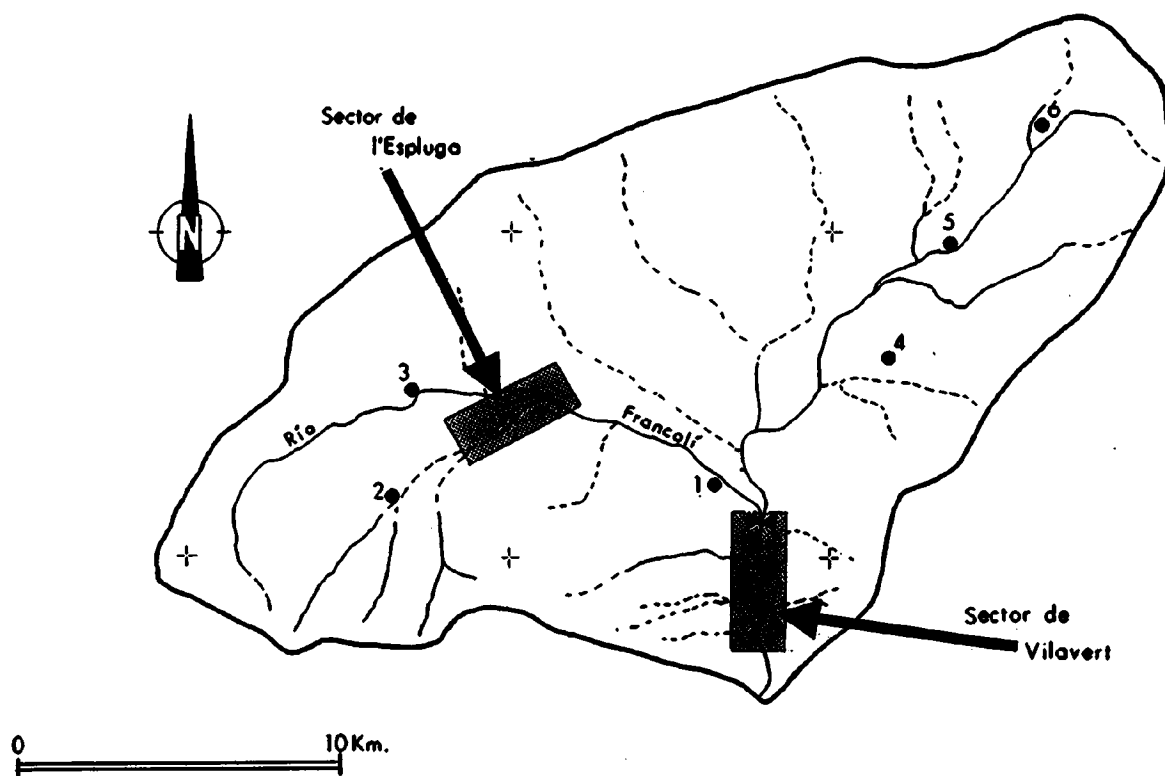 Sector de
l'Espluga
N
6
5
4
3
Río
Francolí
2
1
Sector de
Vilavert
0
10Km.